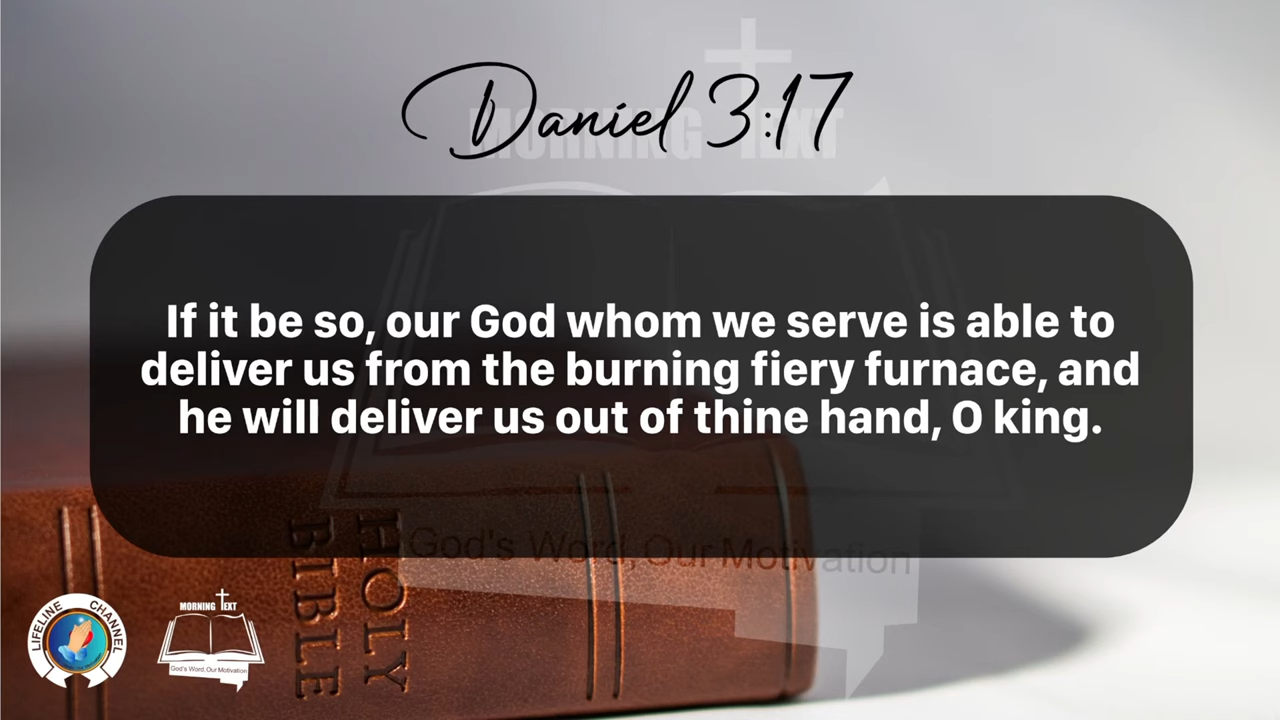 Daniel 3:17
MORNING TEXT
If it be so, our God whom we serve is able to
deliver us from the burning fiery furnace, and
he will deliver us out of thine hand, O king.
God's Word, Our Motivation
HOLY
BIBLE
LIFELINE CHANNEL
MORNING TEXT
God's Word, Our Motivation